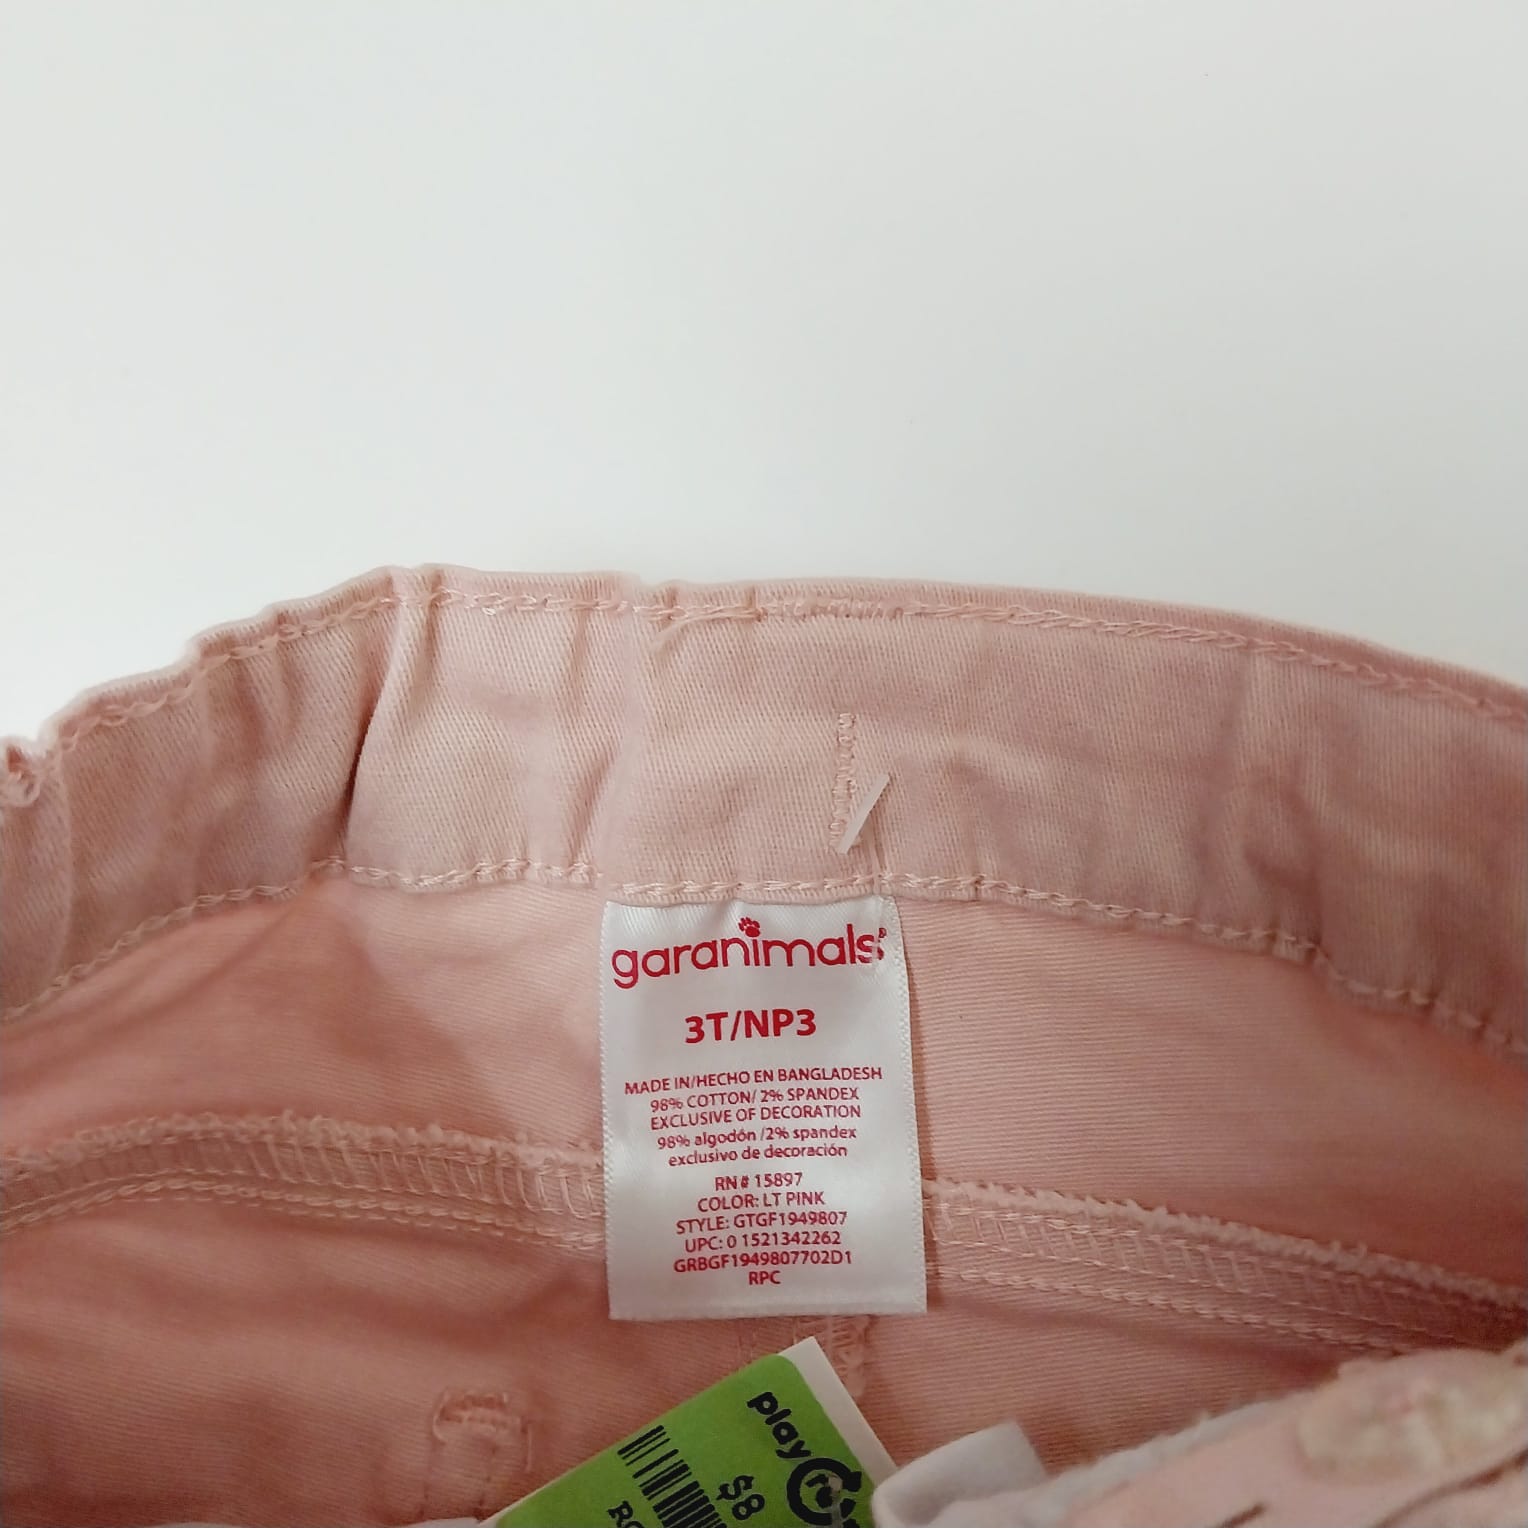 garanimals®
3T/NP3
MADE IN/HECHO EN BANGLADESH
98% COTTON/ 2% SPANDEX
EXCLUSIVE OF DECORATION
98% algodón /2% spandex
exclusivo de decoración
RN# 15897
COLOR: LT PINK
STYLE: GTGF1949807
UPC: 0 1521342262
GRBGF1949807702D1
RPC
play
$8